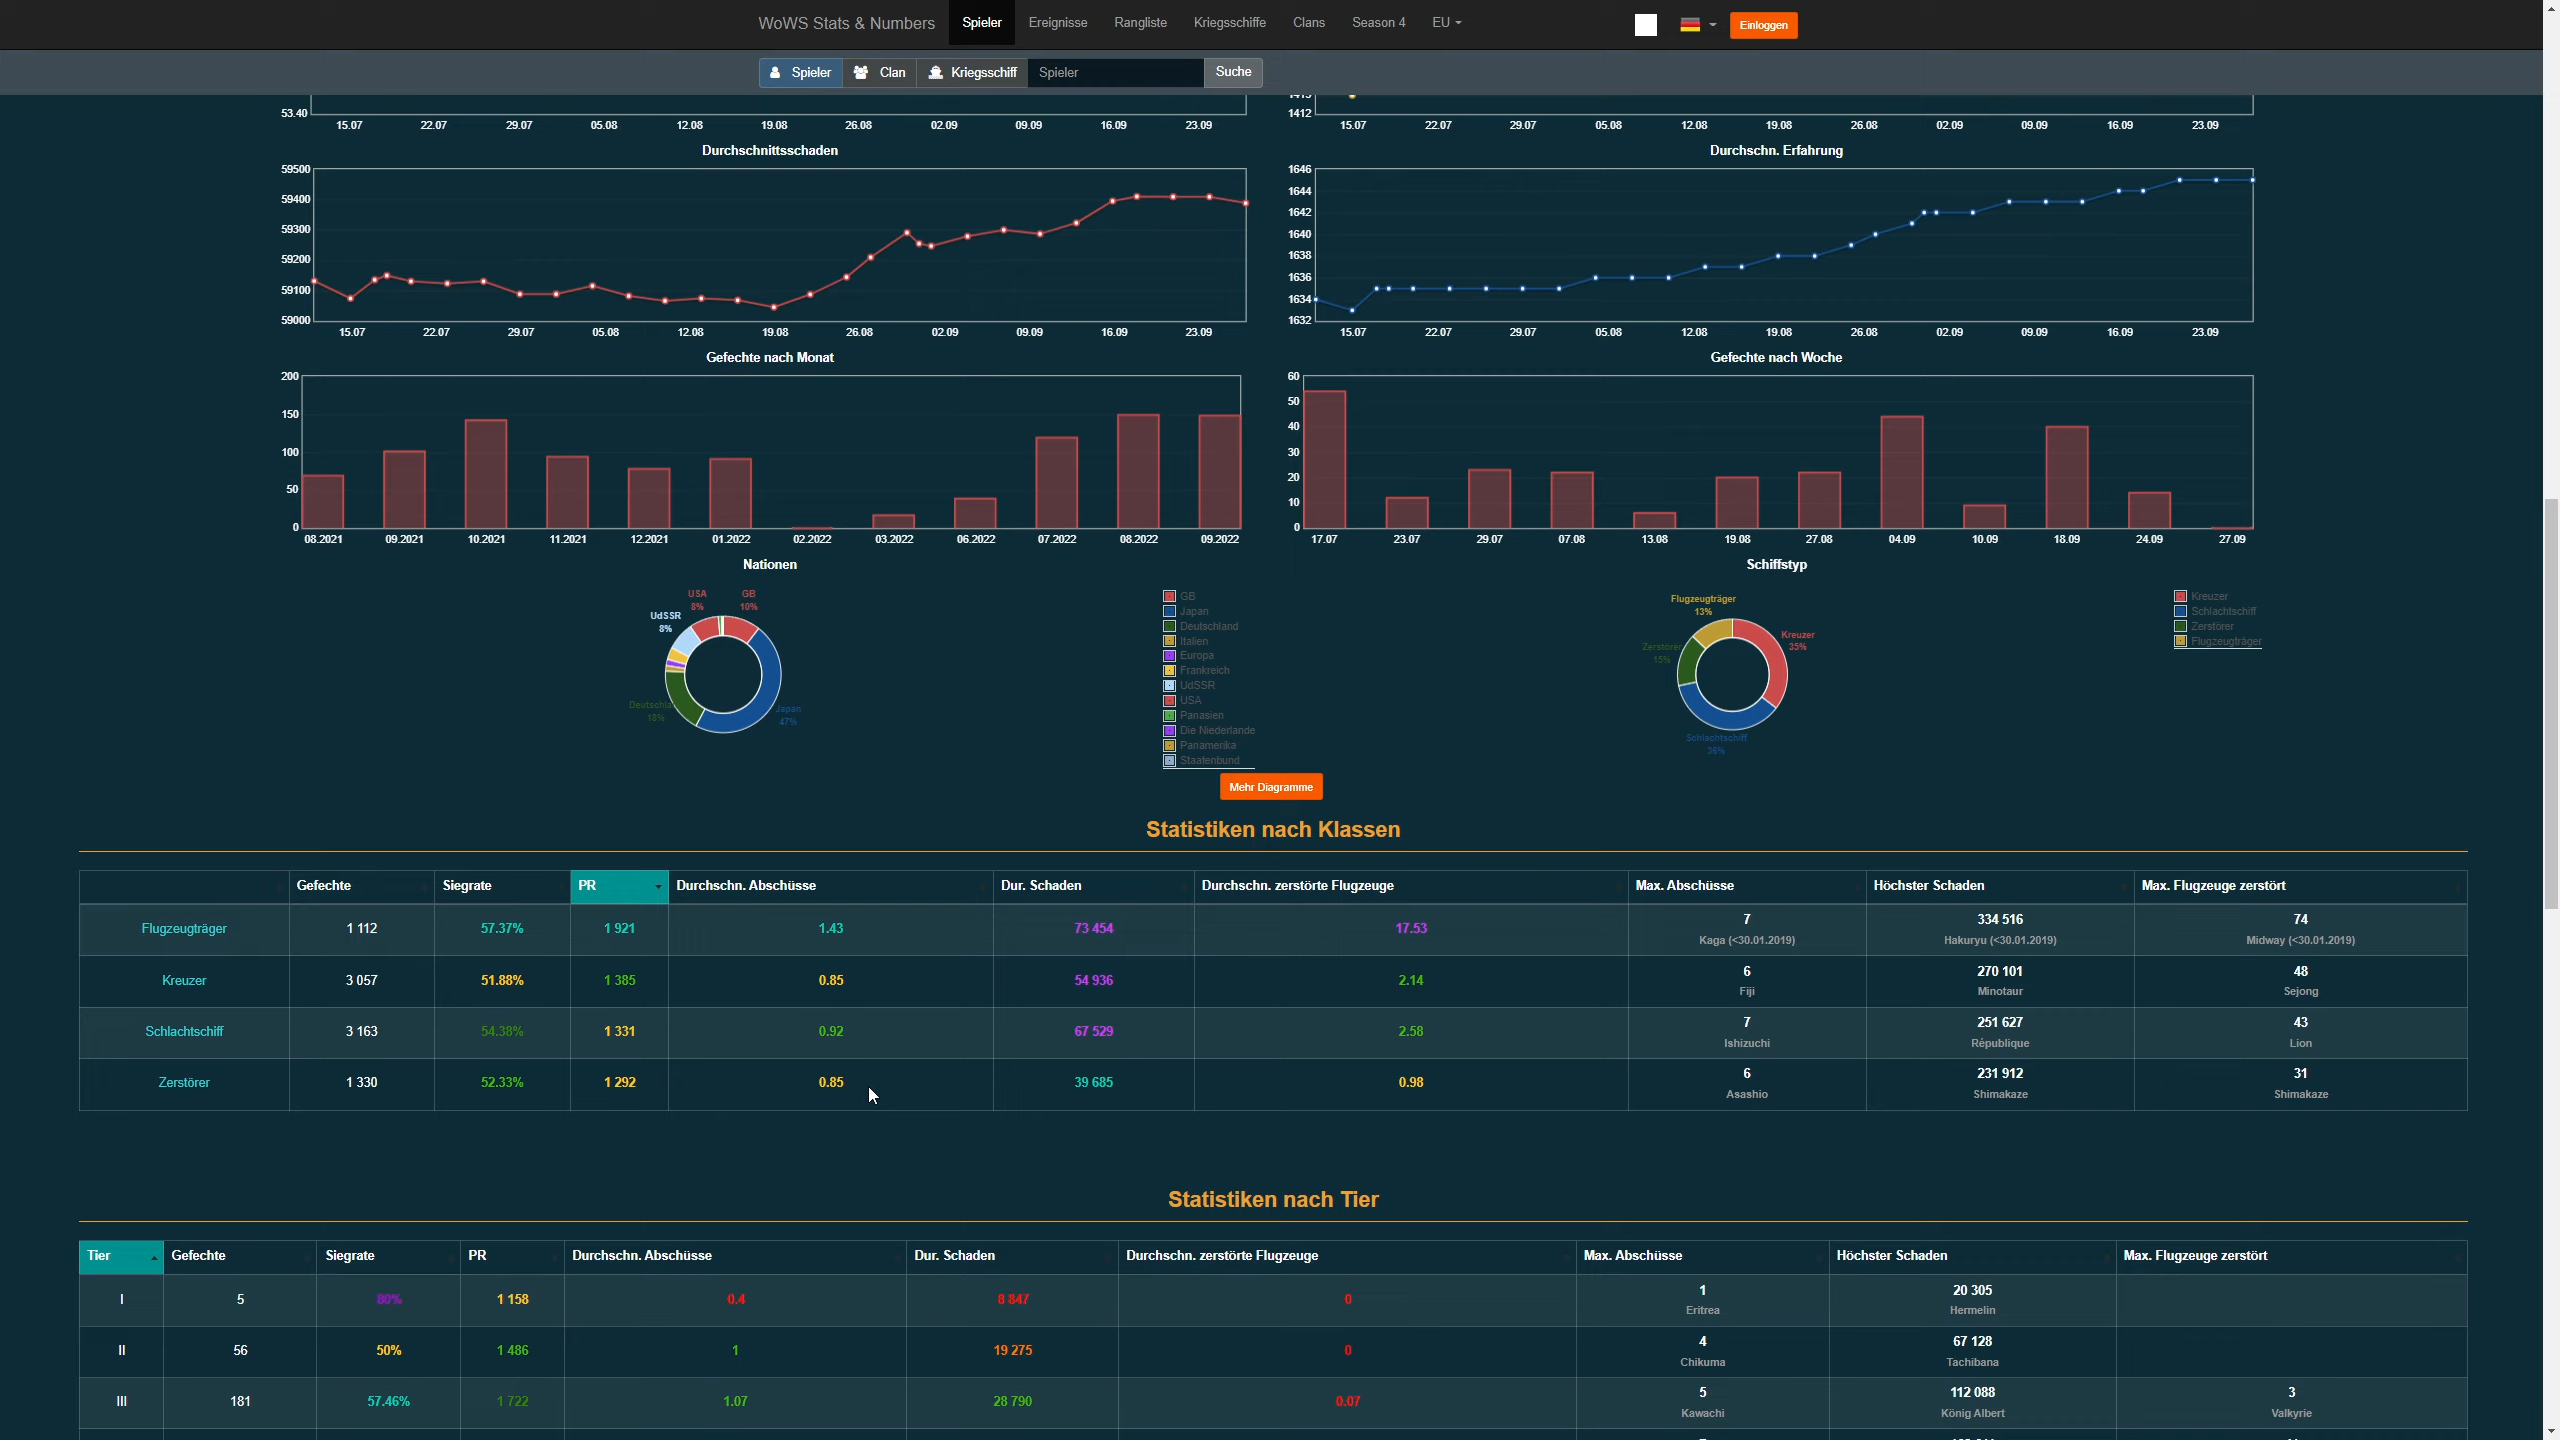 WoWS Stats & Numbers Spieler Ereignisse Rangliste Kriegsschiffe Clans Season 4 EU Einloggen
Spieler Clan Kriegsschiff Spieler Suche
53.40
15.07 22.07 29.07 05.08 12.08 19.08 26.08 02.09 09.09 16.09 23.09
1412
15.07 22.07 29.07 05.08 12.08 19.08 26.08 02.09 09.09 16.09 23.09
Durchschnittsschaden
59500
59400
59300
59200
59100
59000
15.07 22.07 29.07 05.08 12.08 19.08 26.08 02.09 09.09 16.09 23.09
Durchschn. Erfahrung
1646
1644
1642
1640
1638
1636
1634
1632
15.07 22.07 29.07 05.08 12.08 19.08 26.08 02.09 09.09 16.09 23.09
Gefechte nach Monat
200
150
100
50
0
08.2021 09.2021 10.2021 11.2021 12.2021 01.2022 02.2022 03.2022 06.2022 07.2022 08.2022 09.2022
Gefechte nach Woche
60
50
40
30
20
10
0
17.07 23.07 29.07 07.08 13.08 19.08 27.08 04.09 10.09 18.09 24.09 27.09
Nationen
USA
8%
GB
10%
UdSSR
8%
Deutschla
18%
Japan
47%
GB
Japan
Deutschland
Italien
Europa
Frankreich
UdSSR
USA
Panasien
Die Niederlande
Panamerika
Staatenbund
Schiffstyp
Flugzeugträger
13%
Kreuzer
35%
Zerstörer
15%
Schlachtschiff
36%
Kreuzer
Schlachtschiff
Zerstörer
Flugzeugträger
Mehr Diagramme
Statistiken nach Klassen
Gefechte Siegrate PR Durchschn. Abschüsse Dur. Schaden Durchschn. zerstörte Flugzeuge Max. Abschüsse Höchster Schaden Max. Flugzeuge zerstört
Flugzeugträger 1 112 57.37% 1 921 1.43 73 454 17.53 7 334 516 74
Kaga (<30.01.2019) Hakuryu (<30.01.2019) Midway (<30.01.2019)
Kreuzer 3 057 51.88% 1 385 0.85 54 936 2.14 6 270 101 48
Fiji Minotaur Sejong
Schlachtschiff 3 163 54.38% 1 331 0.92 67 529 2.58 7 251 627 43
Ishizuchi République Lion
Zerstörer 1 330 52.33% 1 292 0.85 39 685 0.98 6 231 912 31
Asashio Shimakaze Shimakaze
Statistiken nach Tier
Tier Gefechte Siegrate PR Durchschn. Abschüsse Dur. Schaden Durchschn. zerstörte Flugzeuge Max. Abschüsse Höchster Schaden Max. Flugzeuge zerstört
I 5 80% 1 158 0.4 8 847 0 1 20 305
Eritrea Hermelin
II 56 50% 1 486 1 19 275 0 4 67 128
Chikuma Tachibana
III 181 57.46% 1 722 1.07 28 790 0.07 5 112 088 3
Kawachi König Albert Valkyrie